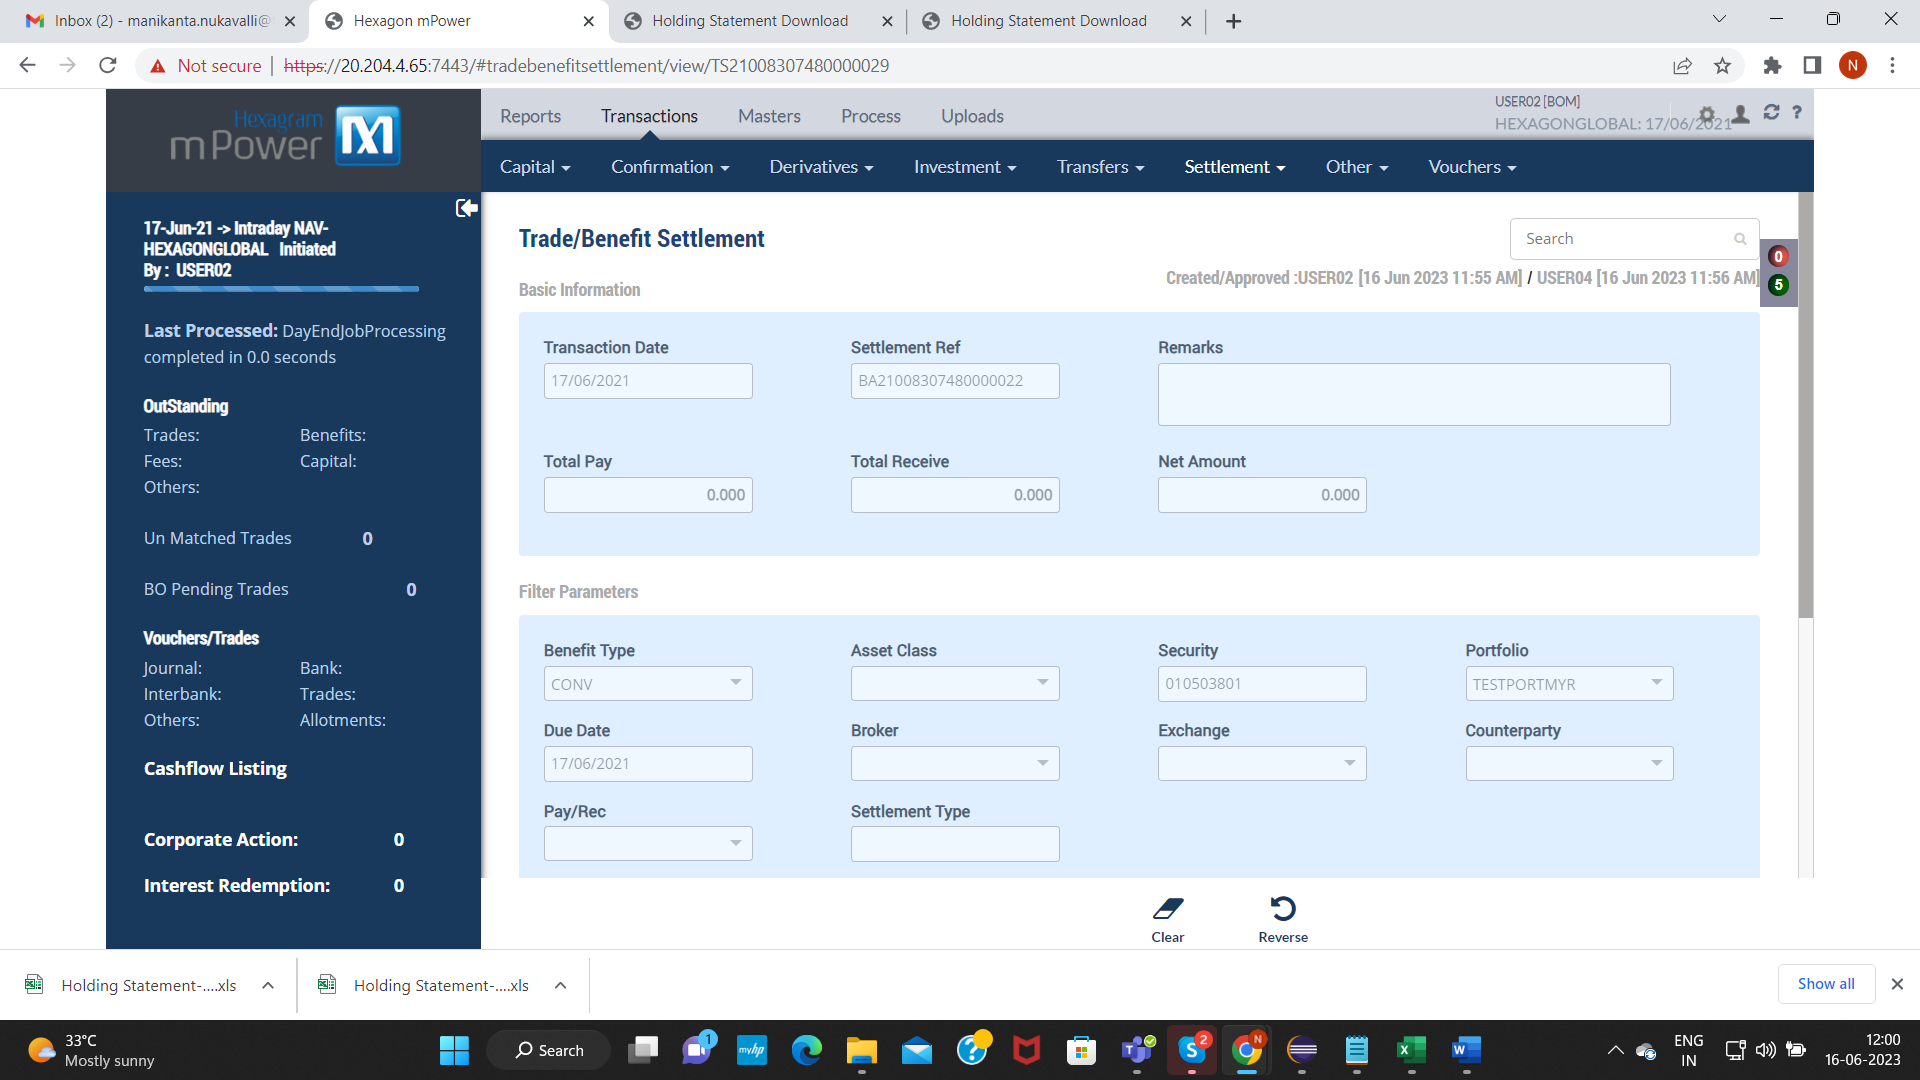 Inbox (2) - manikanta.nukavalli@
Hexagon mPower
Holding Statement Download
Holding Statement Download
Not secure | https://20.204.4.65:7443/#tradebenefitsettlement/view/TS21008307480000029
N
Hexagram
mPower
Reports Transactions Masters Process Uploads
USER02 [BOM]
HEXAGONGLOBAL: 17/06/2021
?
Capital Confirmation Derivatives Investment Transfers Settlement Other Vouchers
17-Jun-21 -> Intraday NAV-
HEXAGONGLOBAL Initiated
By : USER02
Last Processed: DayEndJobProcessing
completed in 0.0 seconds
OutStanding
Trades: Benefits:
Fees: Capital:
Others:
Un Matched Trades 0
BO Pending Trades 0
Vouchers/Trades
Journal: Bank:
Interbank: Trades:
Others: Allotments:
Cashflow Listing
Corporate Action: 0
Interest Redemption: 0
Trade/Benefit Settlement
Search
0
5
Created/Approved :USER02 [16 Jun 2023 11:55 AM] / USER04 [16 Jun 2023 11:56 AM]
Basic Information
Transaction Date Settlement Ref Remarks
17/06/2021 BA21008307480000022
Total Pay Total Receive Net Amount
0.000 0.000 0.000
Filter Parameters
Benefit Type Asset Class Security Portfolio
CONV 010503801 TESTPORTMYR
Due Date Broker Exchange Counterparty
17/06/2021
Pay/Rec Settlement Type
Clear Reverse
Holding Statement-....xls
Holding Statement-....xls
Show all
33°C
Mostly sunny
Search
1
myhp
?
T
S
2
N
X
W
ENG
IN
12:00
16-06-2023